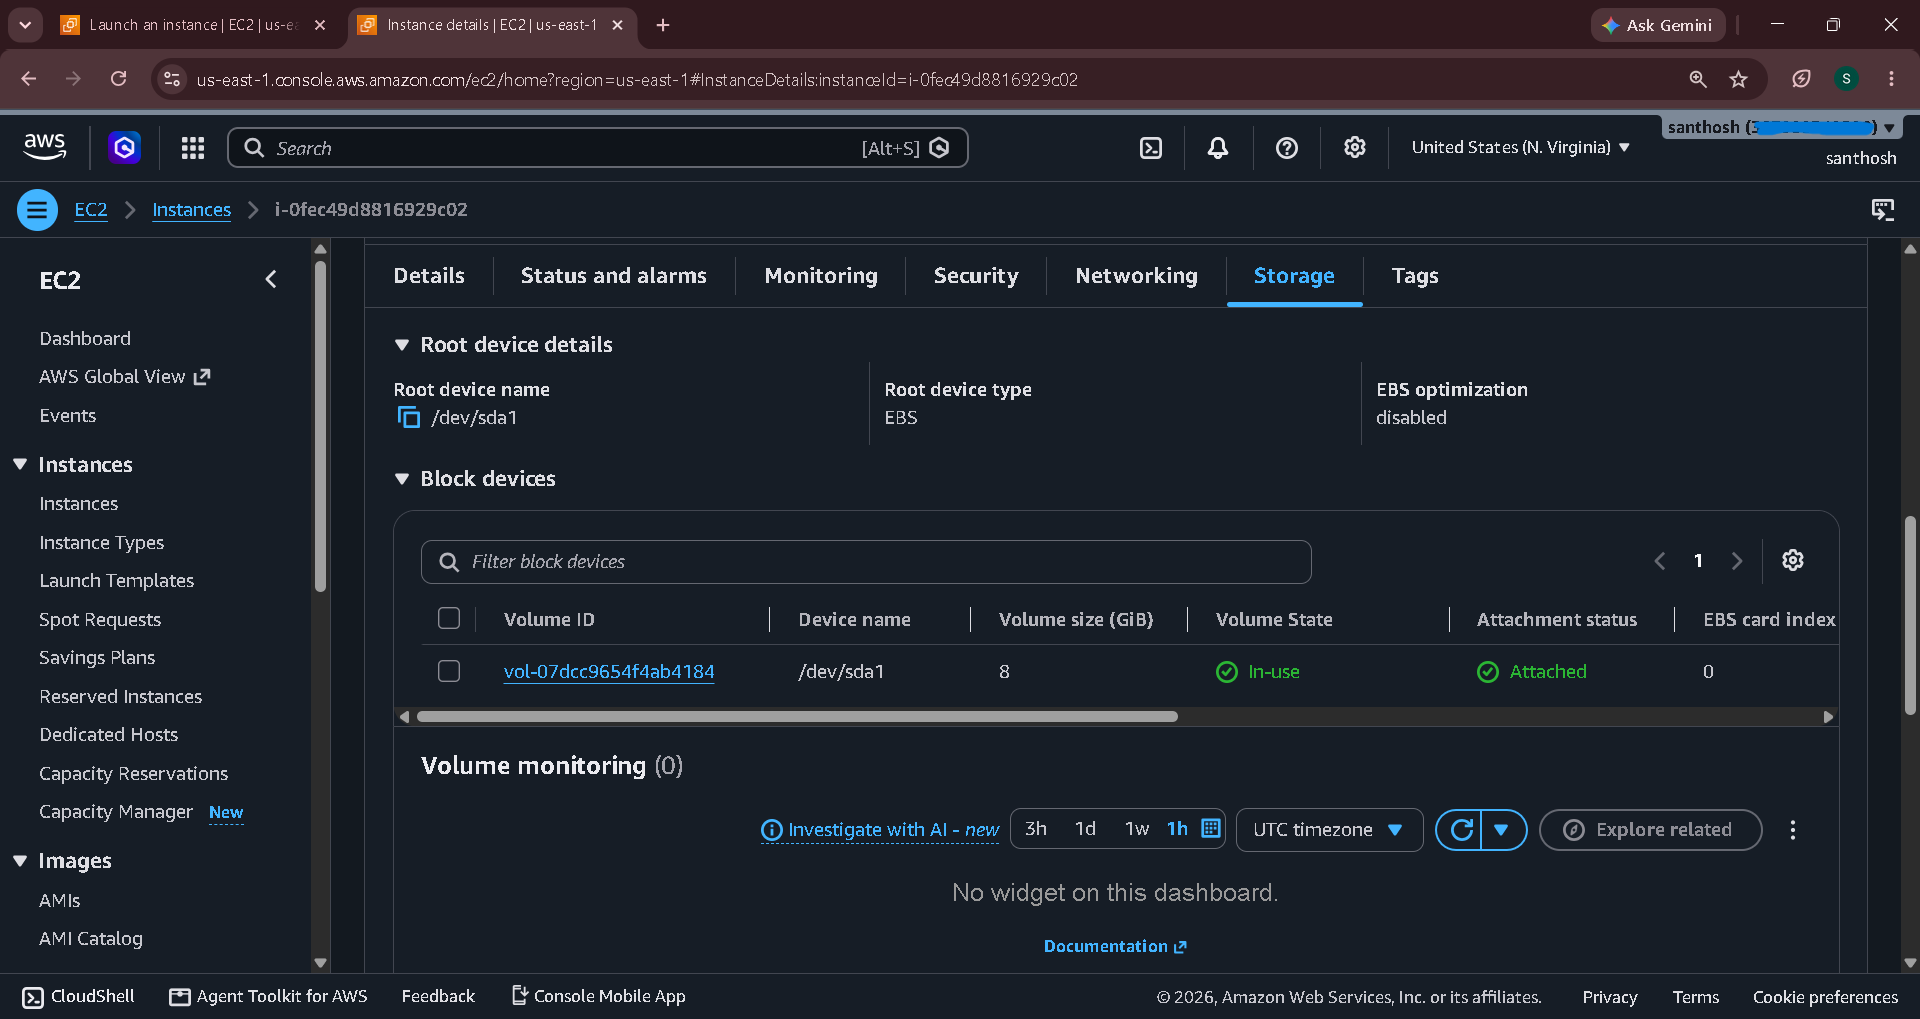 Launch an instance | EC2 | us-ea
Instance details | EC2 | us-east-1
Ask Gemini
us-east-1.console.aws.amazon.com/ec2/home?region=us-east-1#InstanceDetails:instanceId=i-0fec49d8816929c02
S
aws
Search
[Alt+S]
United States (N. Virginia)
santhosh (
)
santhosh
EC2
Instances
i-0fec49d8816929c02
EC2
Dashboard
AWS Global View
Events
Instances
Instances
Instance Types
Launch Templates
Spot Requests
Savings Plans
Reserved Instances
Dedicated Hosts
Capacity Reservations
Capacity Manager New
Images
AMIs
AMI Catalog
Details
Status and alarms
Monitoring
Security
Networking
Storage
Tags
Root device details
Root device name
/dev/sda1
Root device type
EBS
EBS optimization
disabled
Block devices
Filter block devices
1
Volume ID
Device name
Volume size (GiB)
Volume State
Attachment status
EBS card index
vol-07dcc9654f4ab4184
/dev/sda1
8
In-use
Attached
0
Volume monitoring (0)
Investigate with AI - new
3h
1d
1w
1h
UTC timezone
Explore related
No widget on this dashboard.
Documentation
CloudShell
Agent Toolkit for AWS
Feedback
Console Mobile App
© 2026, Amazon Web Services, Inc. or its affiliates.
Privacy
Terms
Cookie preferences